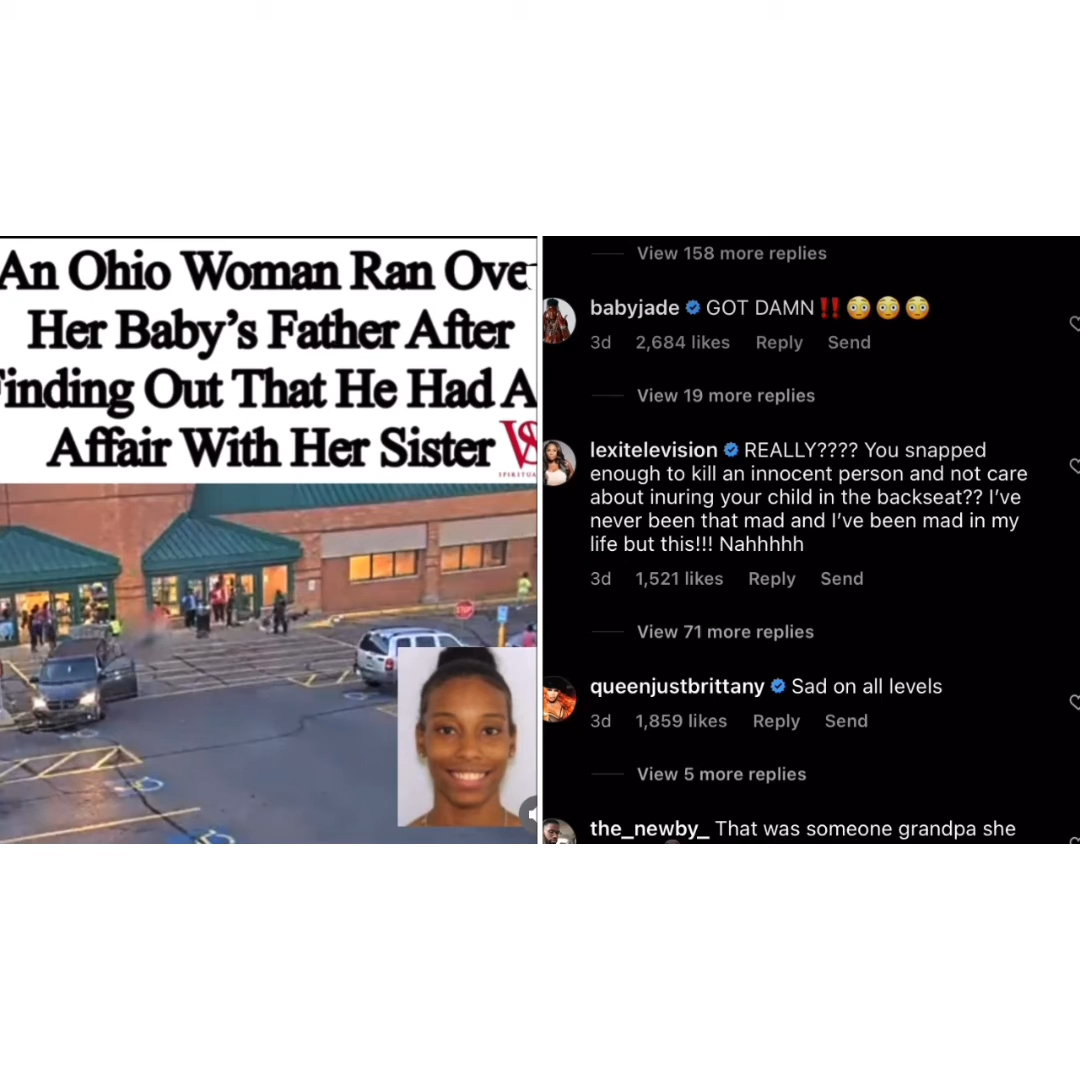 An Ohio Woman Ran Ove
Her Baby's Father After
inding Out That He Had A
Affair With Her Sister VS
SPIRITUA
STOP
View 158 more replies
babyjade GOT DAMN ‼️ 😳 😳 😳
3d 2,684 likes Reply Send
View 19 more replies
lexitelevision REALLY???? You snapped
enough to kill an innocent person and not care
about inuring your child in the backseat?? I've
never been that mad and I've been mad in my
life but this!!! Nahhhhh
3d 1,521 likes Reply Send
View 71 more replies
queenjustbrittany Sad on all levels
3d 1,859 likes Reply Send
View 5 more replies
the_newby_ That was someone grandpa she